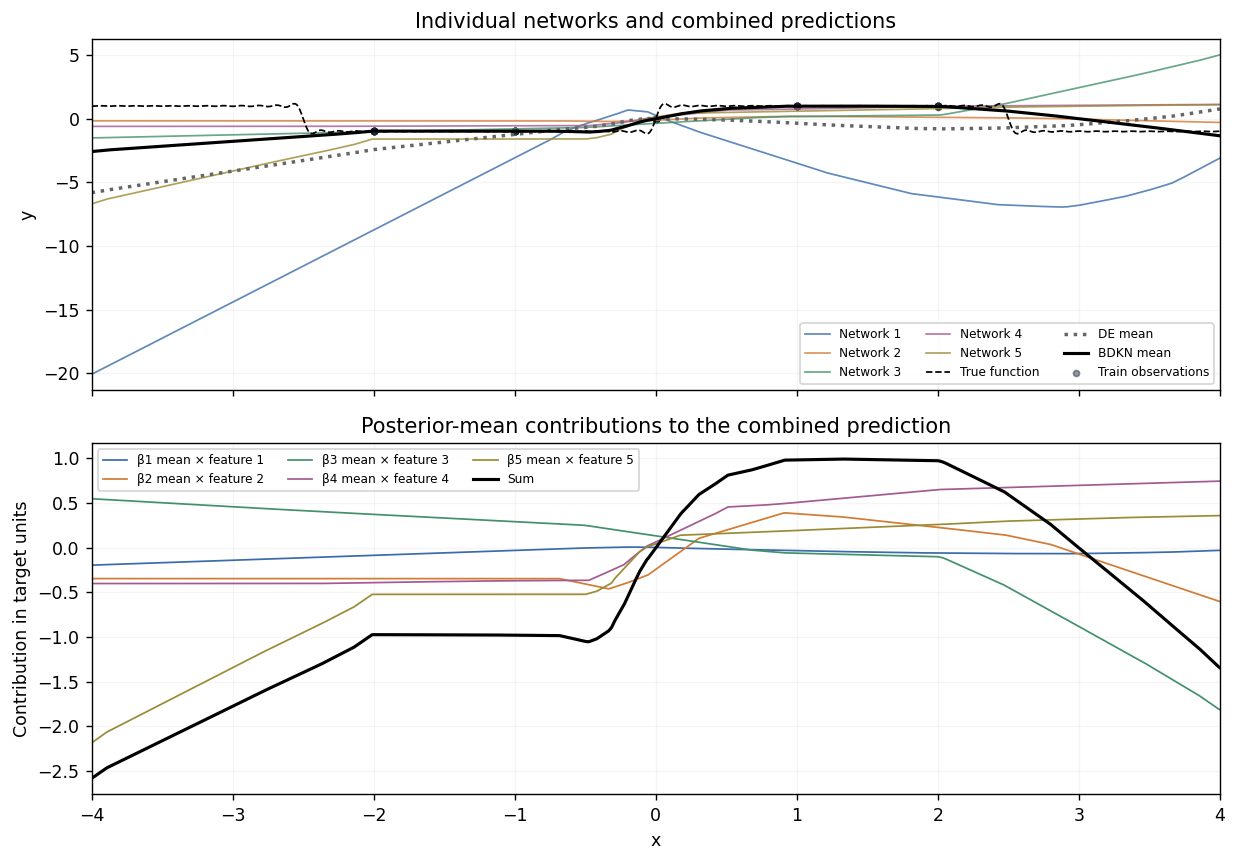 Individual networks and combined predictions
5
0
−5
−10
−15
−20
y
Network 1 Network 4 DE mean
Network 2 Network 5 BDKN mean
Network 3 True function Train observations
Posterior-mean contributions to the combined prediction
β1 mean × feature 1 β3 mean × feature 3 β5 mean × feature 5
β2 mean × feature 2 β4 mean × feature 4 Sum
1.0
0.5
0.0
−0.5
−1.0
−1.5
−2.0
−2.5
Contribution in target units
−4 −3 −2 −1 0 1 2 3 4
x